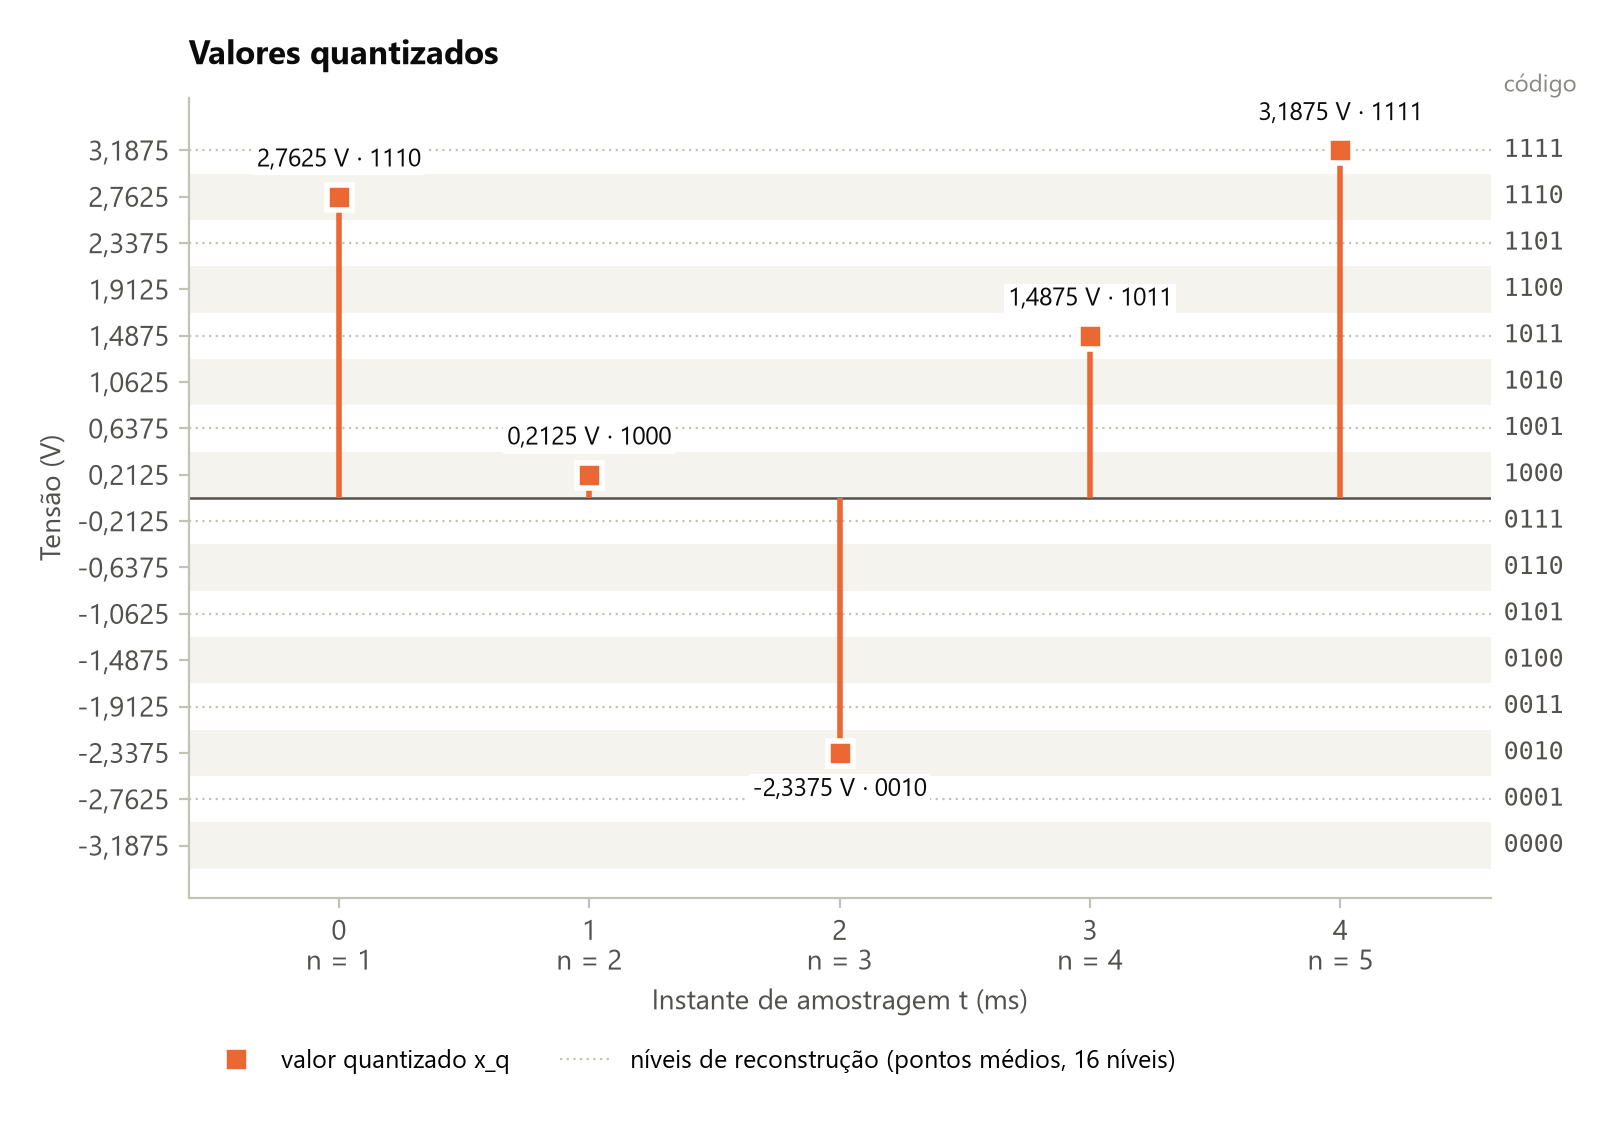 Valores quantizados
código
3,1875 V · 1111
3,1875 1111
2,7625 V · 1110
2,7625 1110
2,3375 1101
1,9125 1100
1,4875 V · 1011
1,4875 1011
1,0625 1010
0,6375 1001
0,2125 V · 1000
0,2125 1000
-0,2125 0111
-0,6375 0110
-1,0625 0101
-1,4875 0100
-1,9125 0011
-2,3375 0010
-2,3375 V · 0010
-2,7625 0001
-3,1875 0000
Tensão (V)
0 1 2 3 4
n = 1 n = 2 n = 3 n = 4 n = 5
Instante de amostragem t (ms)
valor quantizado x_q níveis de reconstrução (pontos médios, 16 níveis)